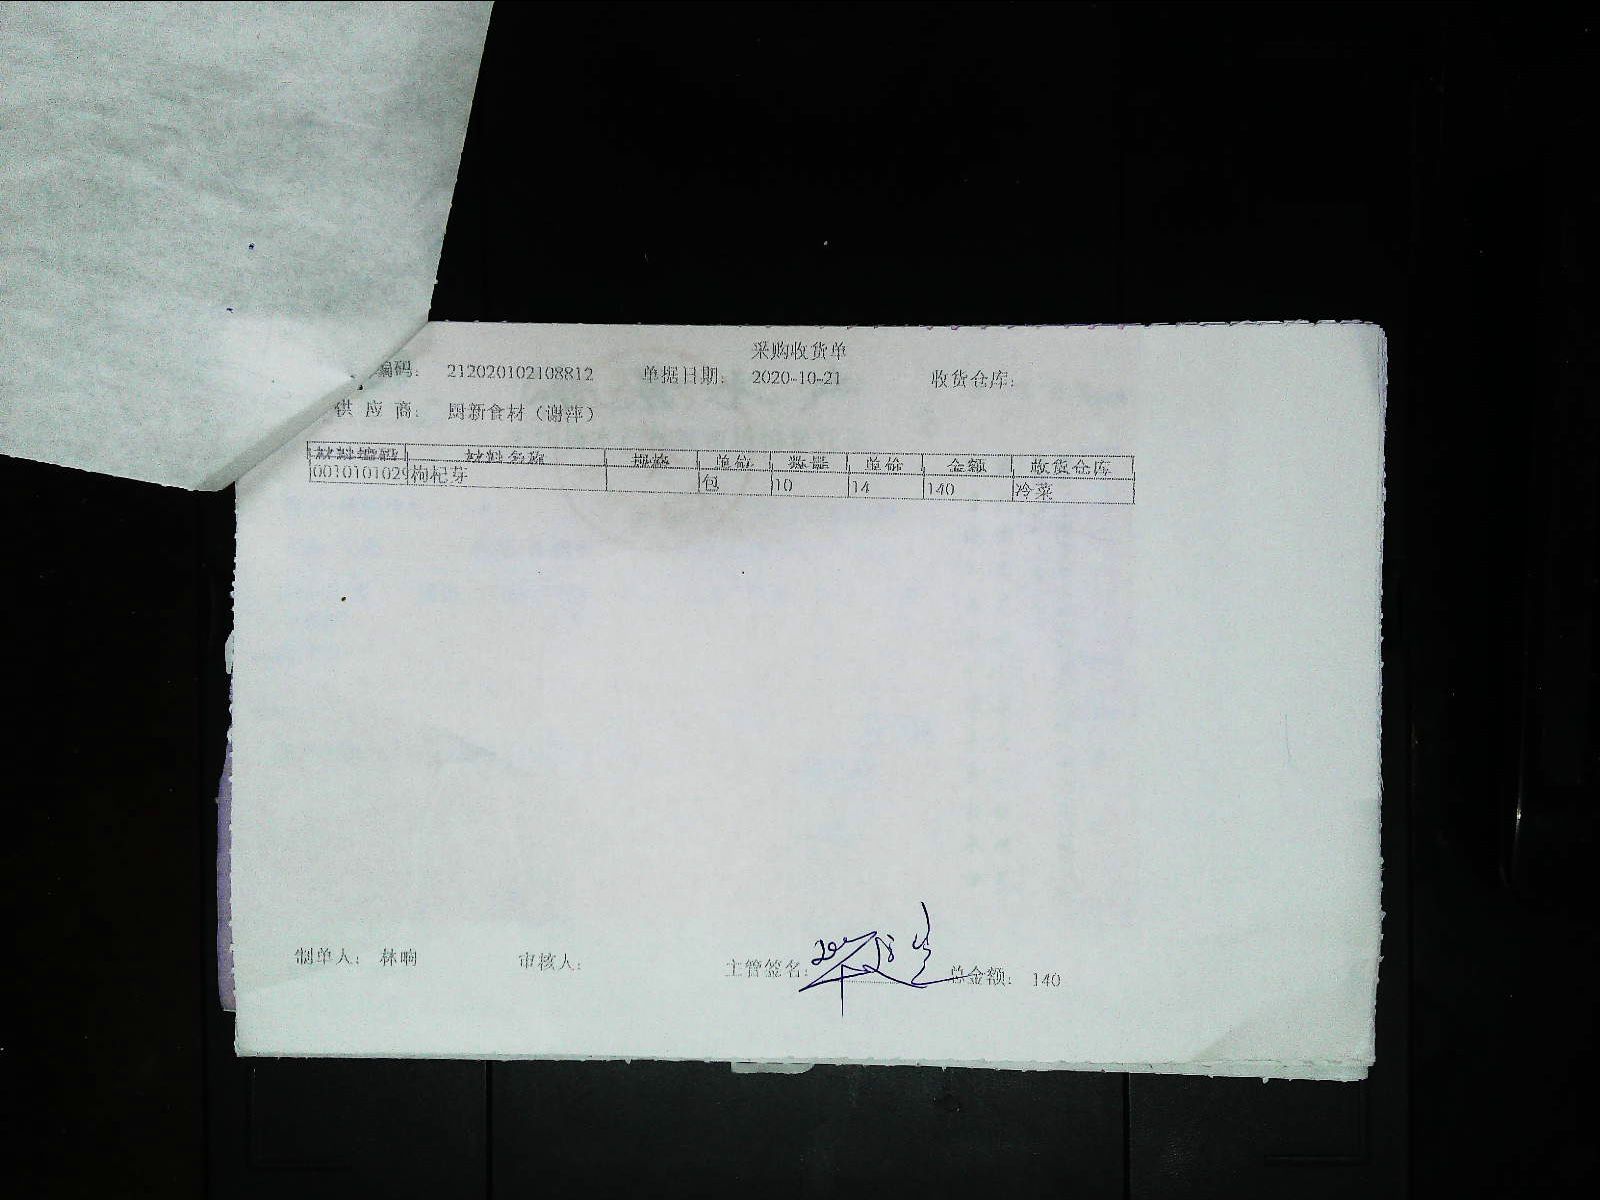 采购收货单
编码： 212020102108812 单据日期： 2020-10-21 收货仓库：
供 应 商： 厨新食材（谢萍）
材料编码 材料名称 规格 单位 数量 单价 金额 收货仓库
0010101029 枸杞芽 包 10 14 140 冷菜
制单人： 林响 审核人： 主管签名： 总金额： 140